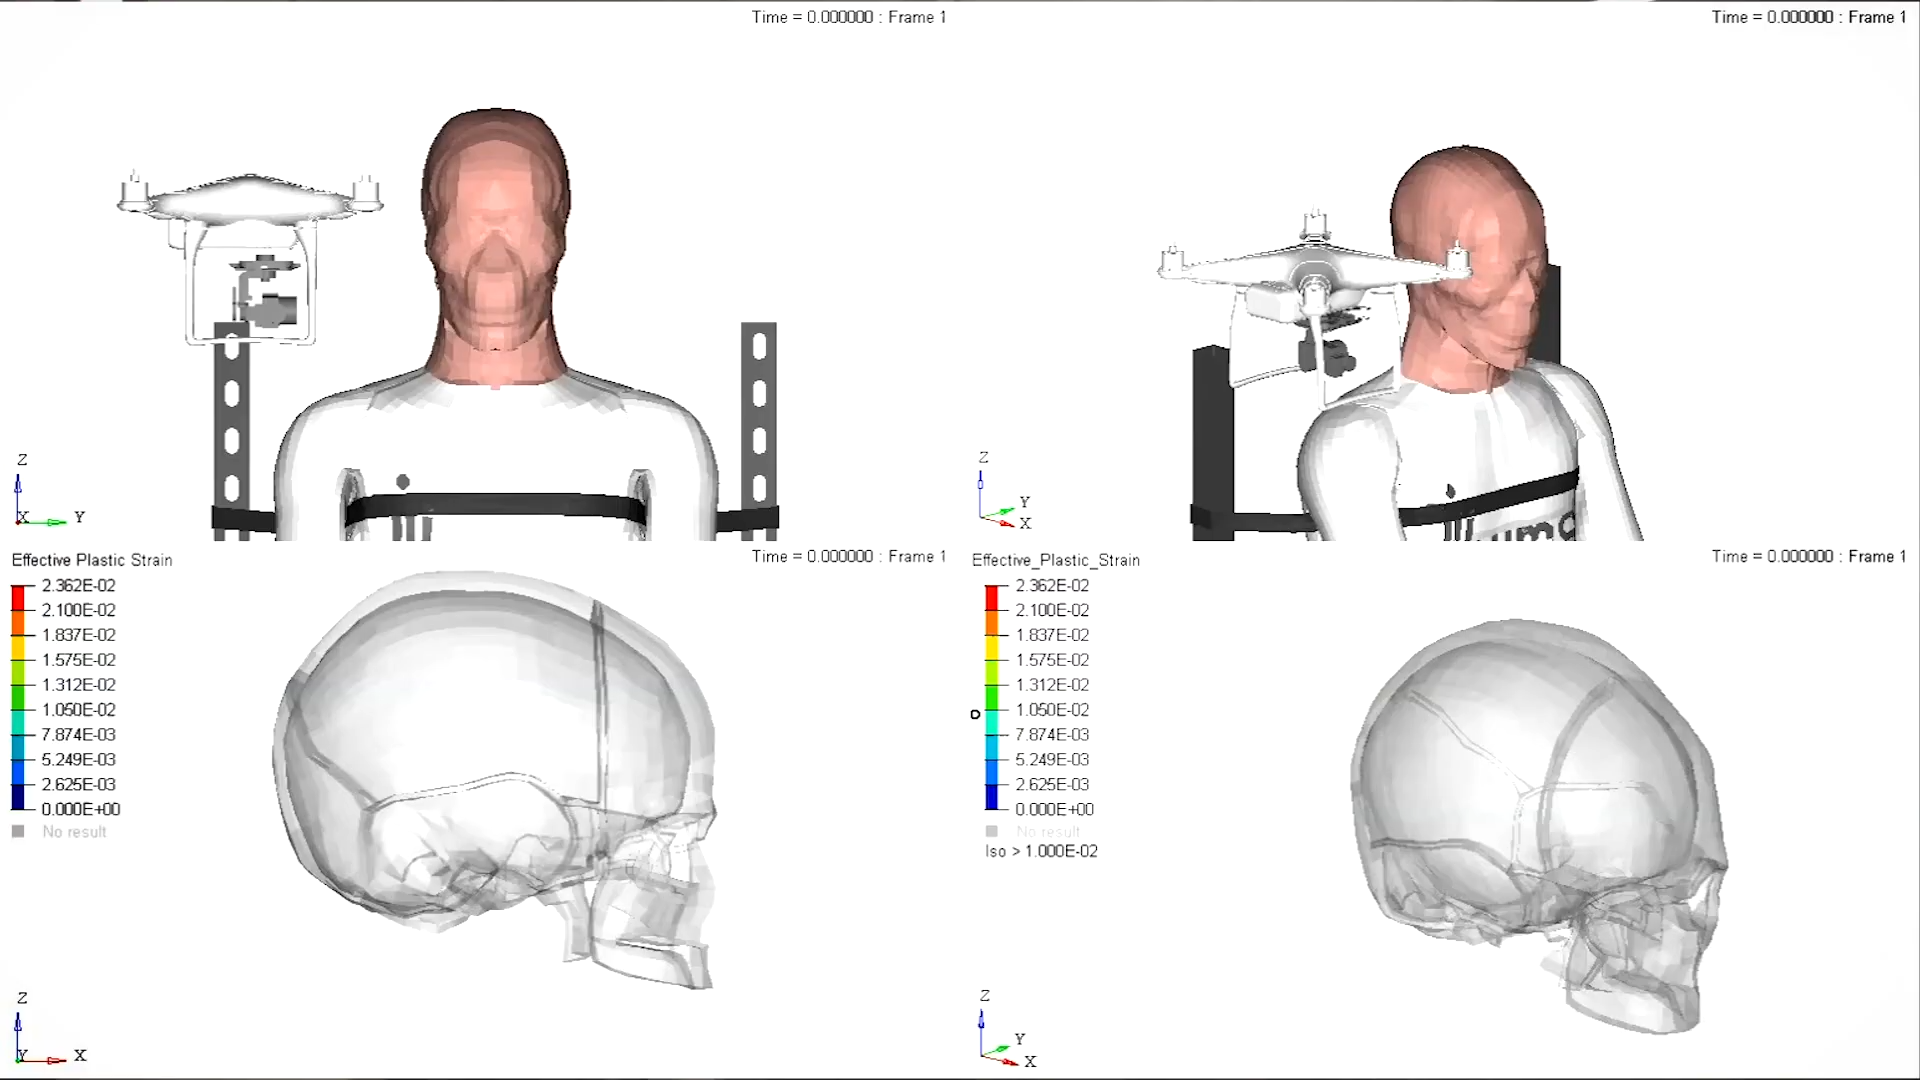 Time = 0.000000 : Frame 1
Time = 0.000000 : Frame 1
Z
X
Y
Z
Y
X
Effective Plastic Strain
2.362E-02
2.100E-02
1.837E-02
1.575E-02
1.312E-02
1.050E-02
7.874E-03
5.249E-03
2.625E-03
0.000E+00
No result
Time = 0.000000 : Frame 1
Z
Y
X
Effective_Plastic_Strain
2.362E-02
2.100E-02
1.837E-02
1.575E-02
1.312E-02
1.050E-02
7.874E-03
5.249E-03
2.625E-03
0.000E+00
No result
Iso > 1.000E-02
Time = 0.000000 : Frame 1
Z
Y
X